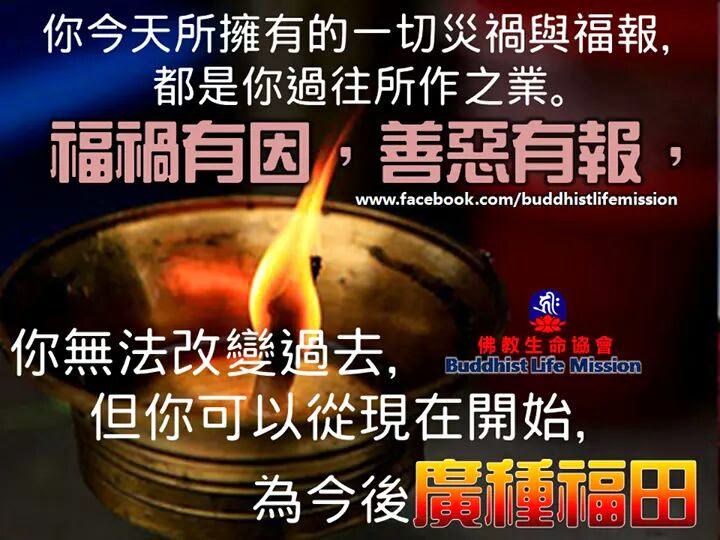 你今天所擁有的一切災禍與福報,
都是你過往所作之業。
福禍有因，善惡有報，
www.facebook.com/buddhistlifemission
佛教生命協會
Buddhist Life Mission
你無法改變過去,
但你可以從現在開始,
為今後廣種福田